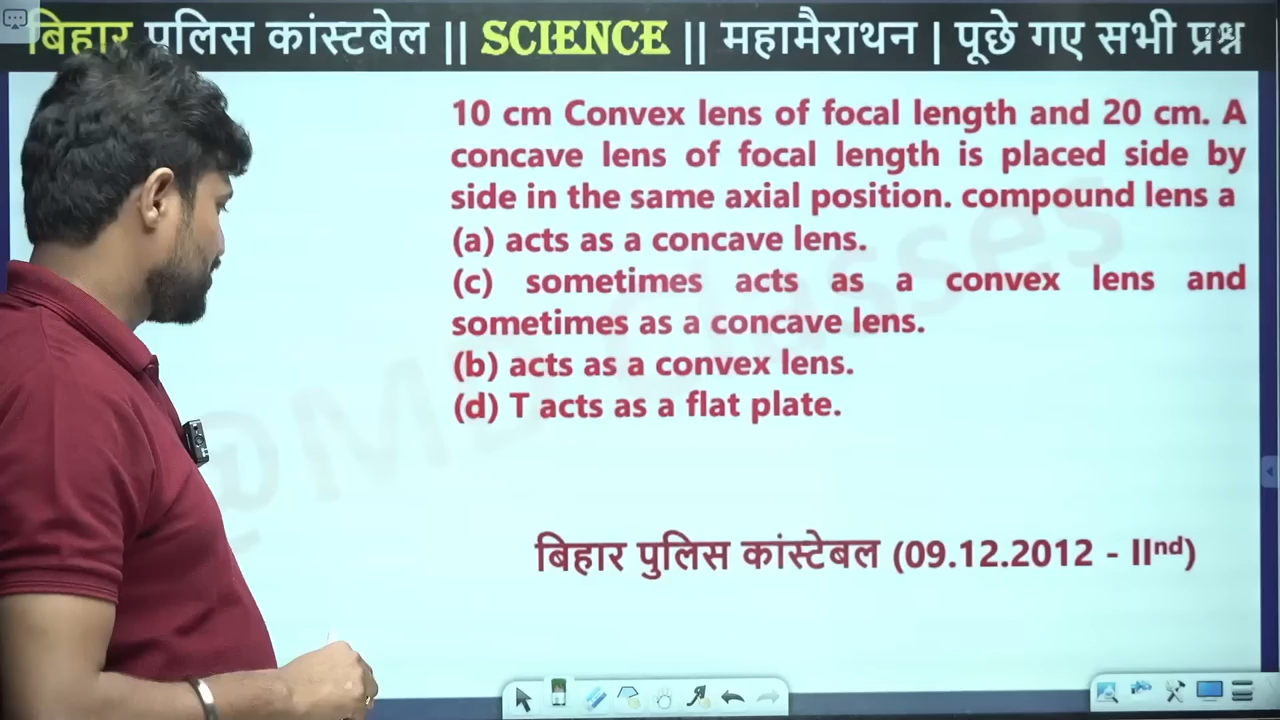 बिहार पुलिस कांस्टबेल || SCIENCE || महामैराथन | पूछे गए सभी प्रश्न
10 cm Convex lens of focal length and 20 cm. A
concave lens of focal length is placed side by
side in the same axial position. compound lens a
(a) acts as a concave lens.
(c) sometimes acts as a convex lens and
sometimes as a concave lens.
(b) acts as a convex lens.
(d) T acts as a flat plate.
बिहार पुलिस कांस्टेबल (09.12.2012 - IInd)